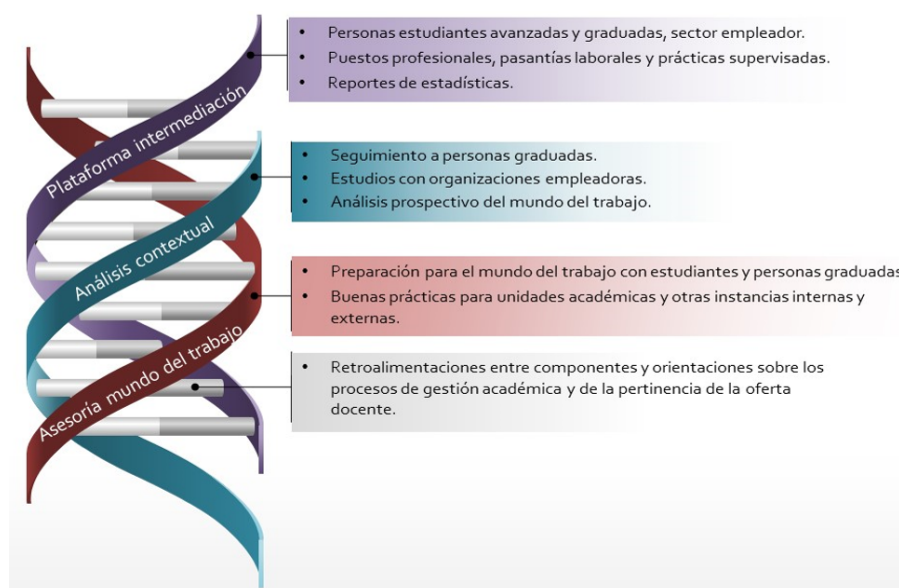 Plataforma intermediación
• Personas estudiantes avanzadas y graduadas, sector empleador.
• Puestos profesionales, pasantías laborales y prácticas supervisadas.
• Reportes de estadísticas.
Análisis contextual
• Seguimiento a personas graduadas.
• Estudios con organizaciones empleadoras.
• Análisis prospectivo del mundo del trabajo.
Asesoría mundo del trabajo
• Preparación para el mundo del trabajo con estudiantes y personas graduadas
• Buenas prácticas para unidades académicas y otras instancias internas y
externas.
• Retroalimentaciones entre componentes y orientaciones sobre los
procesos de gestión académica y de la pertinencia de la oferta
docente.